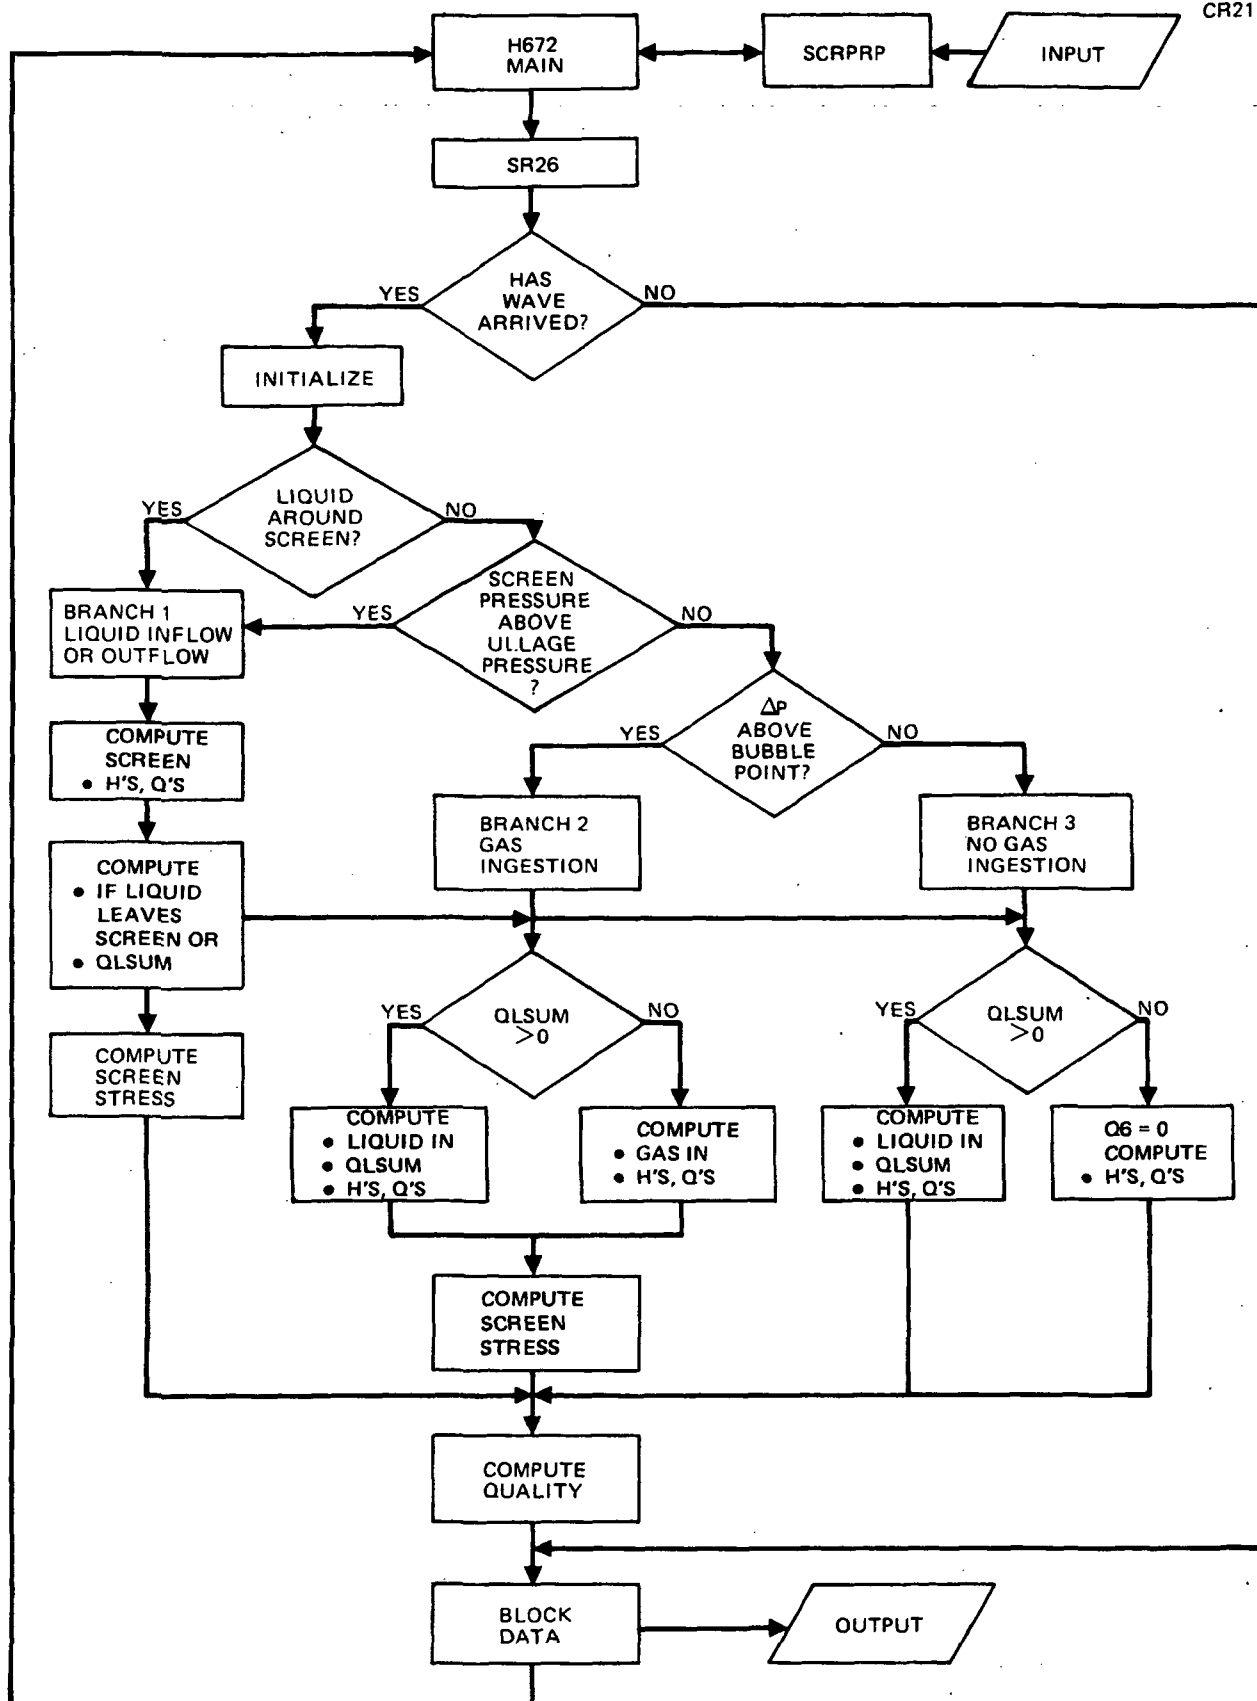 CR21
H672
MAIN
SCRPRP
INPUT
SR26
HAS
WAVE
ARRIVED?
YES
NO
INITIALIZE
LIQUID
AROUND
SCREEN?
YES
NO
SCREEN
PRESSURE
ABOVE
ULLAGE
PRESSURE
?
YES
NO
BRANCH 1
LIQUID INFLOW
OR OUTFLOW
ΔP
ABOVE
BUBBLE
POINT?
YES
NO
COMPUTE
SCREEN
• H'S, Q'S
BRANCH 2
GAS
INGESTION
BRANCH 3
NO GAS
INGESTION
COMPUTE
• IF LIQUID
LEAVES
SCREEN OR
• QLSUM
QLSUM
>0
YES
NO
QLSUM
>0
YES
NO
COMPUTE
SCREEN
STRESS
COMPUTE
• LIQUID IN
• QLSUM
• H'S, Q'S
COMPUTE
• GAS IN
• H'S, Q'S
COMPUTE
• LIQUID IN
• QLSUM
• H'S, Q'S
Q6 = 0
COMPUTE
• H'S, Q'S
COMPUTE
SCREEN
STRESS
COMPUTE
QUALITY
BLOCK
DATA
OUTPUT